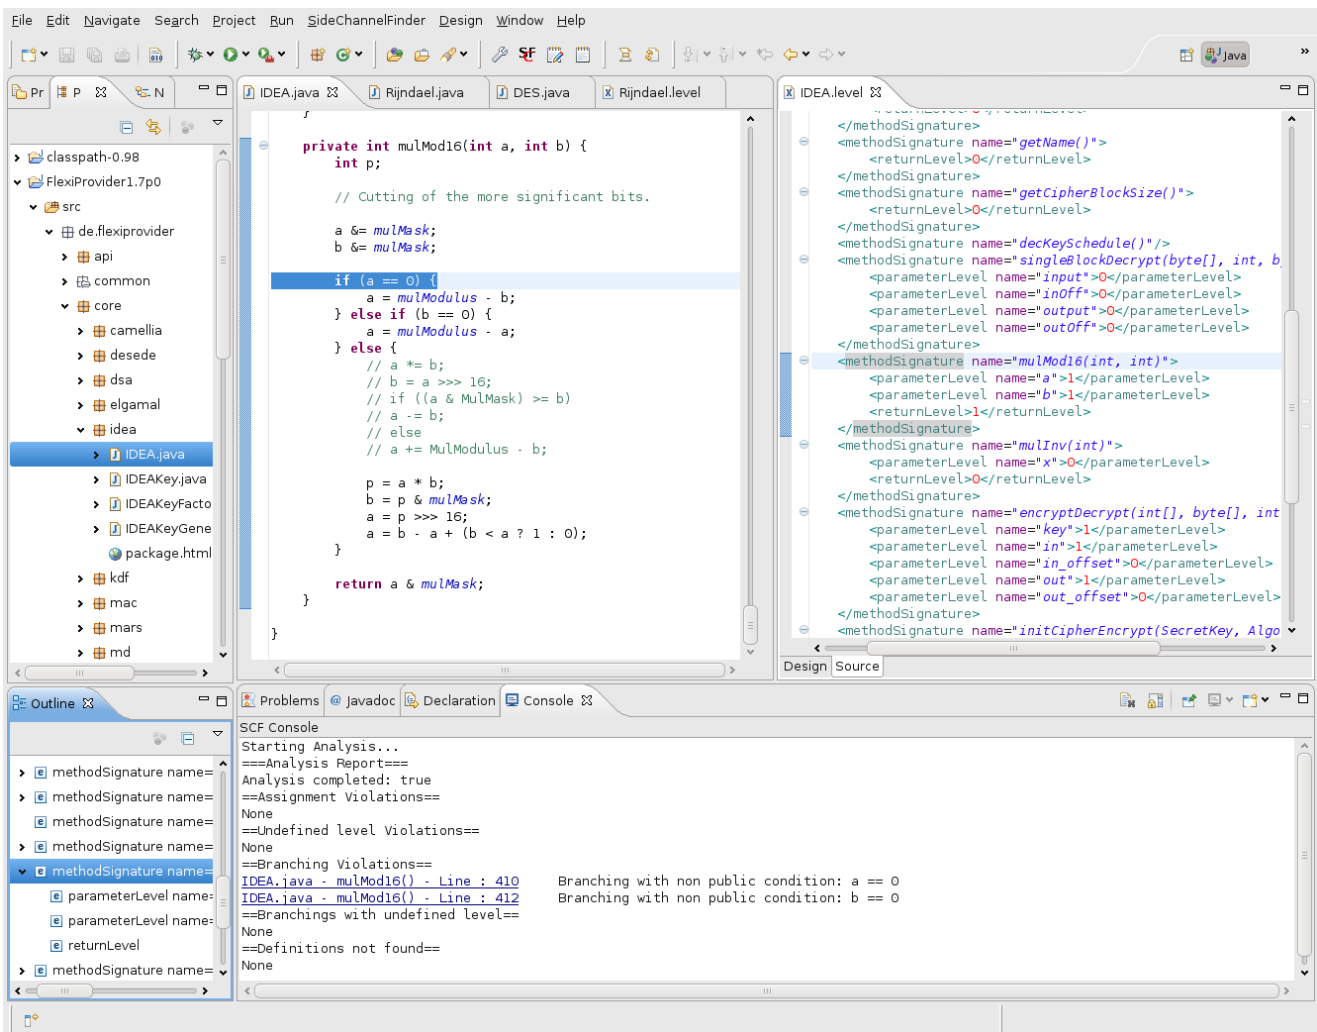 File Edit Navigate Search Project Run SideChannelFinder Design Window Help
Java »
Pr P N
classpath-0.98
FlexiProvider1.7p0
src
de.flexiprovider
api
common
core
camellia
desede
dsa
elgamal
idea
IDEA.java
IDEAKey.java
IDEAKeyFacto
IDEAKeyGene
package.html
kdf
mac
mars
md
IDEA.java Rijndael.java DES.java Rijndael.level
}
private int mulMod16(int a, int b) {
int p;
// Cutting of the more significant bits.
a &= mulMask;
b &= mulMask;
if (a == 0) {
a = mulModulus - b;
} else if (b == 0) {
a = mulModulus - a;
} else {
// a *= b;
// b = a >>> 16;
// if ((a & MulMask) >= b)
// a -= b;
// else
// a += MulModulus - b;
p = a * b;
b = p & mulMask;
a = p >>> 16;
a = b - a + (b < a ? 1 : 0);
}
return a & mulMask;
}
}
IDEA.level
<returnLevel>0</returnLevel>
</methodSignature>
<methodSignature name="getName()">
<returnLevel>0</returnLevel>
</methodSignature>
<methodSignature name="getCipherBlockSize()">
<returnLevel>0</returnLevel>
</methodSignature>
<methodSignature name="decKeySchedule()"/>
<methodSignature name="singleBlockDecrypt(byte[], int, b
<parameterLevel name="input">0</parameterLevel>
<parameterLevel name="inOff">0</parameterLevel>
<parameterLevel name="output">0</parameterLevel>
<parameterLevel name="outOff">0</parameterLevel>
</methodSignature>
<methodSignature name="mulMod16(int, int)">
<parameterLevel name="a">1</parameterLevel>
<parameterLevel name="b">1</parameterLevel>
<returnLevel>1</returnLevel>
</methodSignature>
<methodSignature name="mulInv(int)">
<parameterLevel name="x">0</parameterLevel>
<returnLevel>0</returnLevel>
</methodSignature>
<methodSignature name="encryptDecrypt(int[], byte[], int
<parameterLevel name="key">1</parameterLevel>
<parameterLevel name="in">1</parameterLevel>
<parameterLevel name="in_offset">0</parameterLevel>
<parameterLevel name="out">1</parameterLevel>
<parameterLevel name="out_offset">0</parameterLevel>
</methodSignature>
<methodSignature name="initCipherEncrypt(SecretKey, Algo
Design Source
Outline
methodSignature name=
methodSignature name=
methodSignature name=
methodSignature name=
methodSignature name=
parameterLevel name=
parameterLevel name=
returnLevel
methodSignature name=
Problems @ Javadoc Declaration Console
SCF Console
Starting Analysis...
===Analysis Report===
Analysis completed: true
==Assignment Violations==
None
==Undefined level Violations==
None
==Branching Violations==
IDEA.java - mulMod16() - Line : 410 Branching with non public condition: a == 0
IDEA.java - mulMod16() - Line : 412 Branching with non public condition: b == 0
==Branchings with undefined level==
None
==Definitions not found==
None